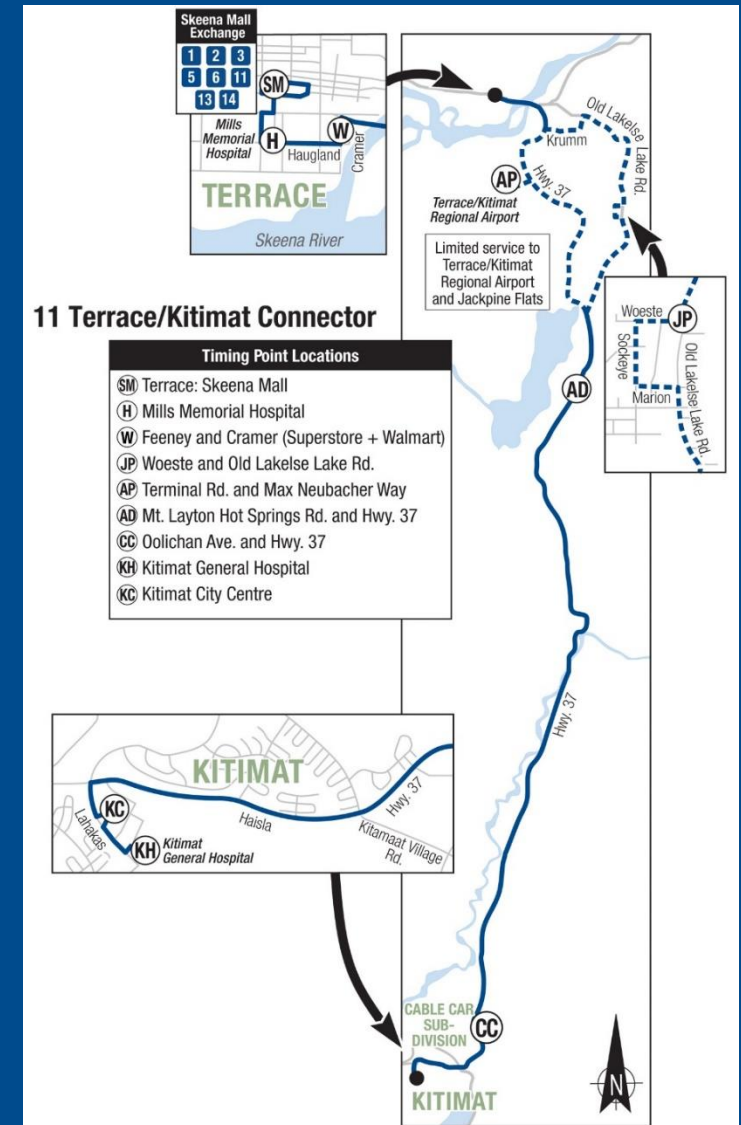 Skeena Mall
Exchange
1 2 3
5 6 11
13 14
SM
Mills
Memorial
Hospital
H
W
Haugland
Cramer
TERRACE
Skeena River
Old Lakelse
Lake Rd.
Krumm
Hwy. 37
AP
Terrace/Kitimat
Regional Airport
Limited service to
Terrace/Kitimat
Regional Airport
and Jackpine Flats
Woeste
JP
Sockeye
Old Lakelse Lake Rd.
Marion
11 Terrace/Kitimat Connector
Timing Point Locations
SM Terrace: Skeena Mall
H Mills Memorial Hospital
W Feeney and Cramer (Superstore + Walmart)
JP Woeste and Old Lakelse Lake Rd.
AP Terminal Rd. and Max Neubacher Way
AD Mt. Layton Hot Springs Rd. and Hwy. 37
CC Oolichan Ave. and Hwy. 37
KH Kitimat General Hospital
KC Kitimat City Centre
AD
Hwy. 37
KITIMAT
Hwy. 37
KC
Haisla
Lahakas
KH
Kitimat
General Hospital
Kitamaat Village
Rd.
CABLE CAR
SUB-
DIVISION
CC
KITIMAT
N